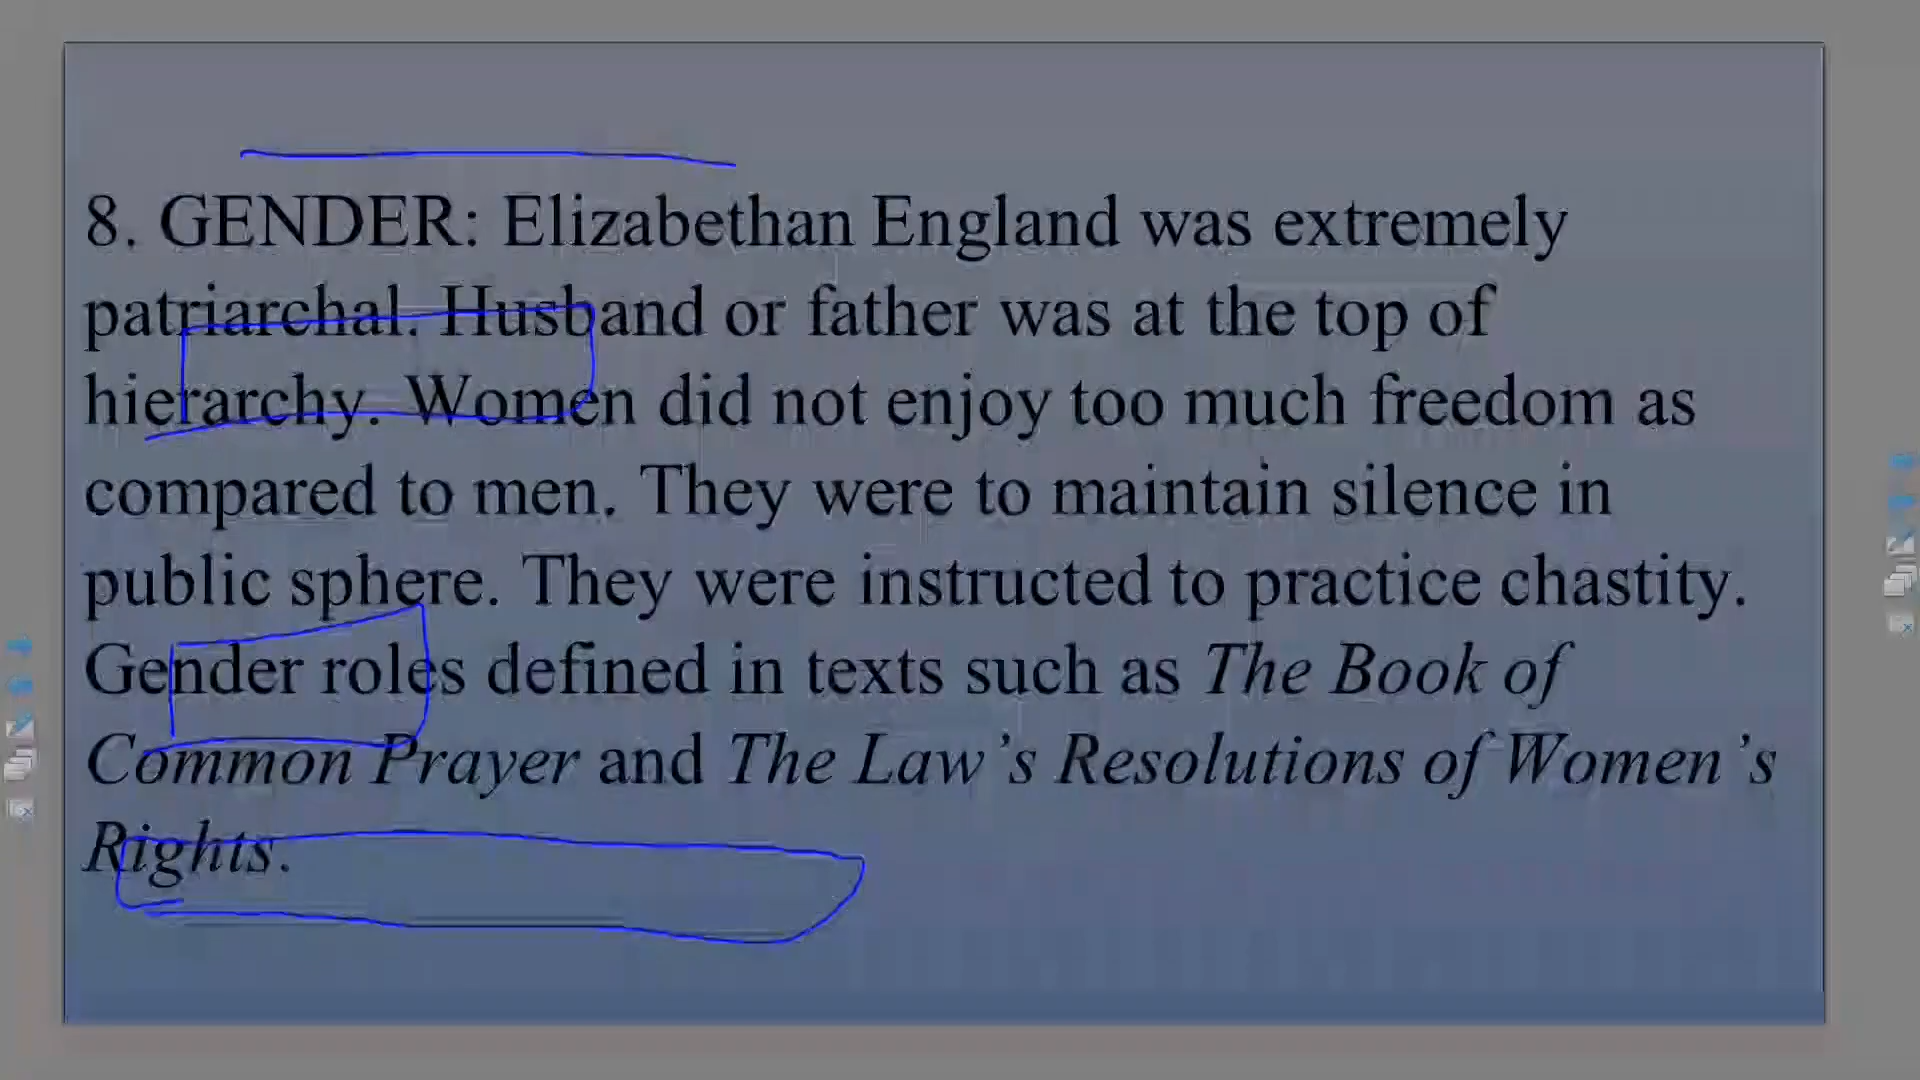 8. GENDER: Elizabethan England was extremely
patriarchal. Husband or father was at the top of
hierarchy. Women did not enjoy too much freedom as
compared to men. They were to maintain silence in
public sphere. They were instructed to practice chastity.
Gender roles defined in texts such as The Book of
Common Prayer and The Law’s Resolutions of Women’s
Rights.